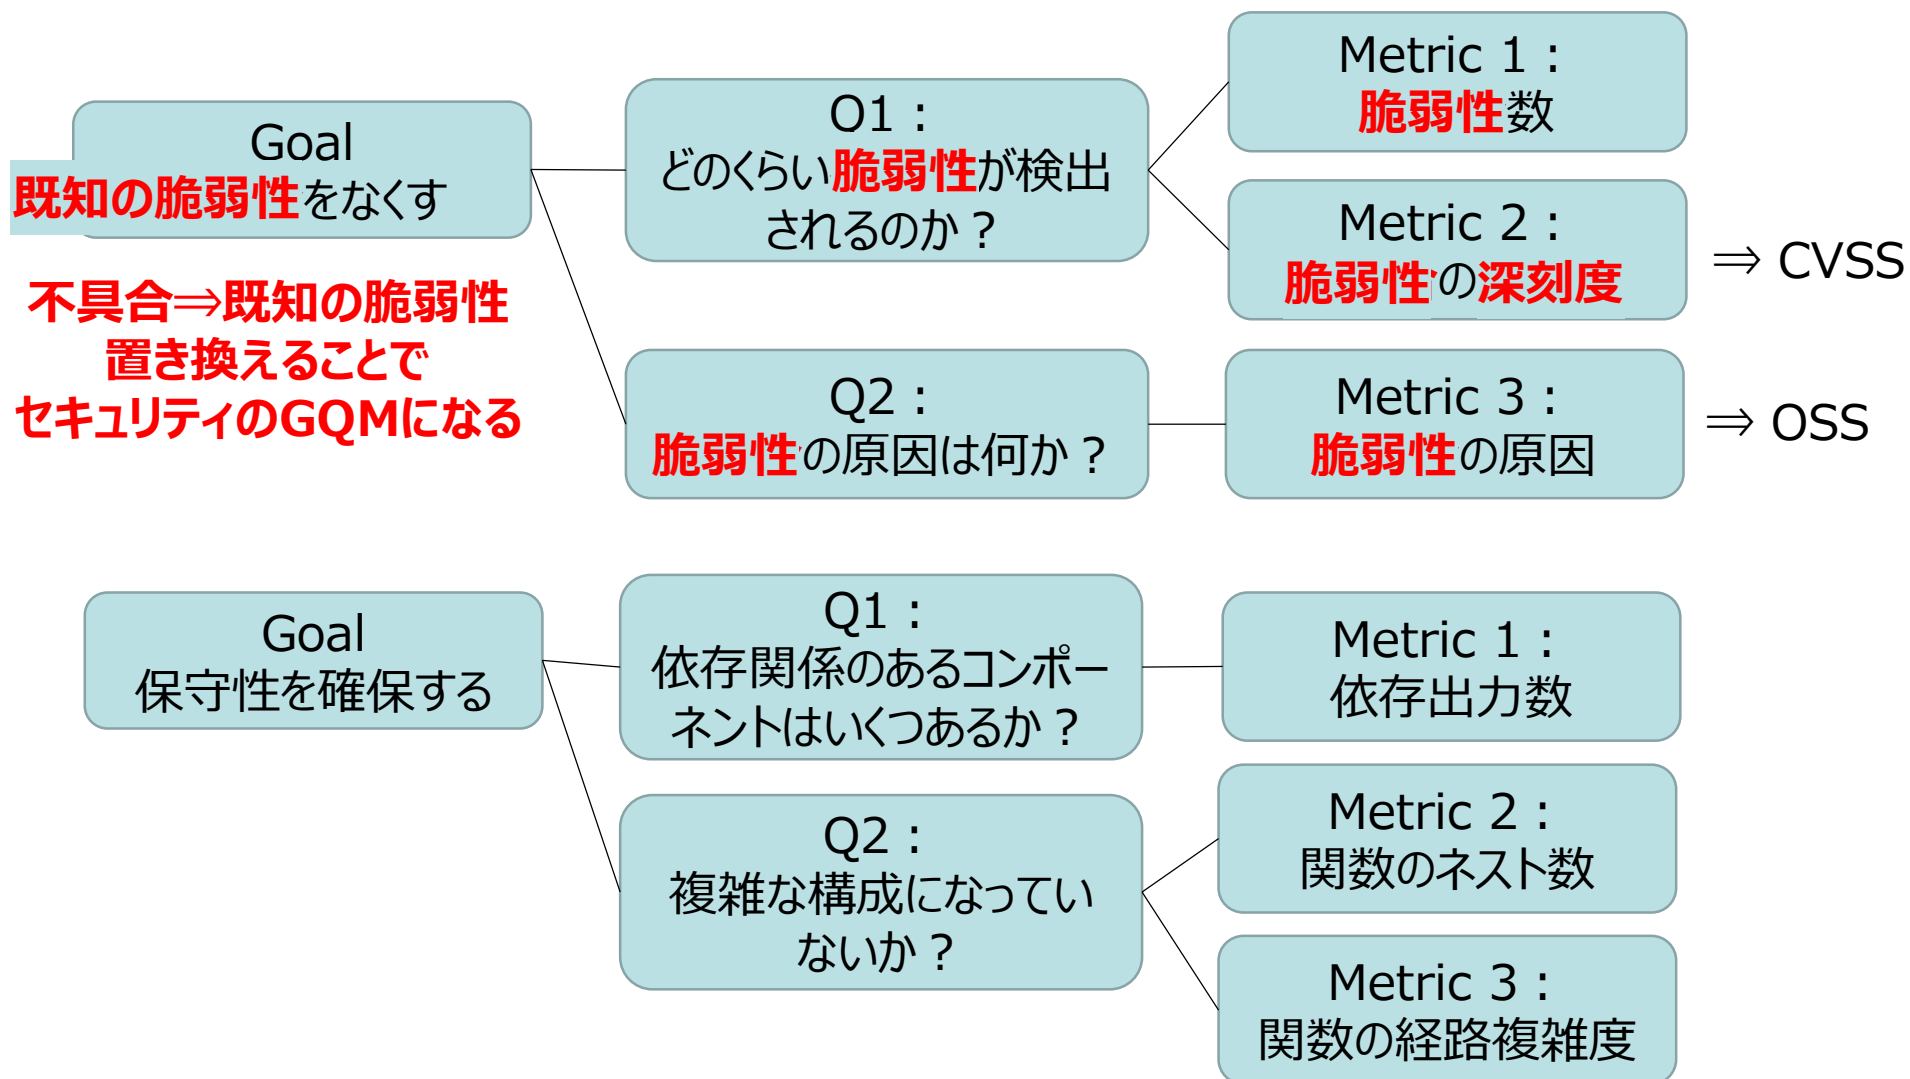 Goal
既知の脆弱性をなくす
不具合⇒既知の脆弱性
置き換えることで
セキュリティのGQMになる
Q1：
どのくらい脆弱性が検出
されるのか？
Metric 1：
脆弱性数
Metric 2：
脆弱性の深刻度
⇒ CVSS
Q2：
脆弱性の原因は何か？
Metric 3：
脆弱性の原因
⇒ OSS
Goal
保守性を確保する
Q1：
依存関係のあるコンポー
ネントはいくつあるか？
Metric 1：
依存出力数
Q2：
複雑な構成になってい
ないか？
Metric 2：
関数のネスト数
Metric 3：
関数の経路複雑度